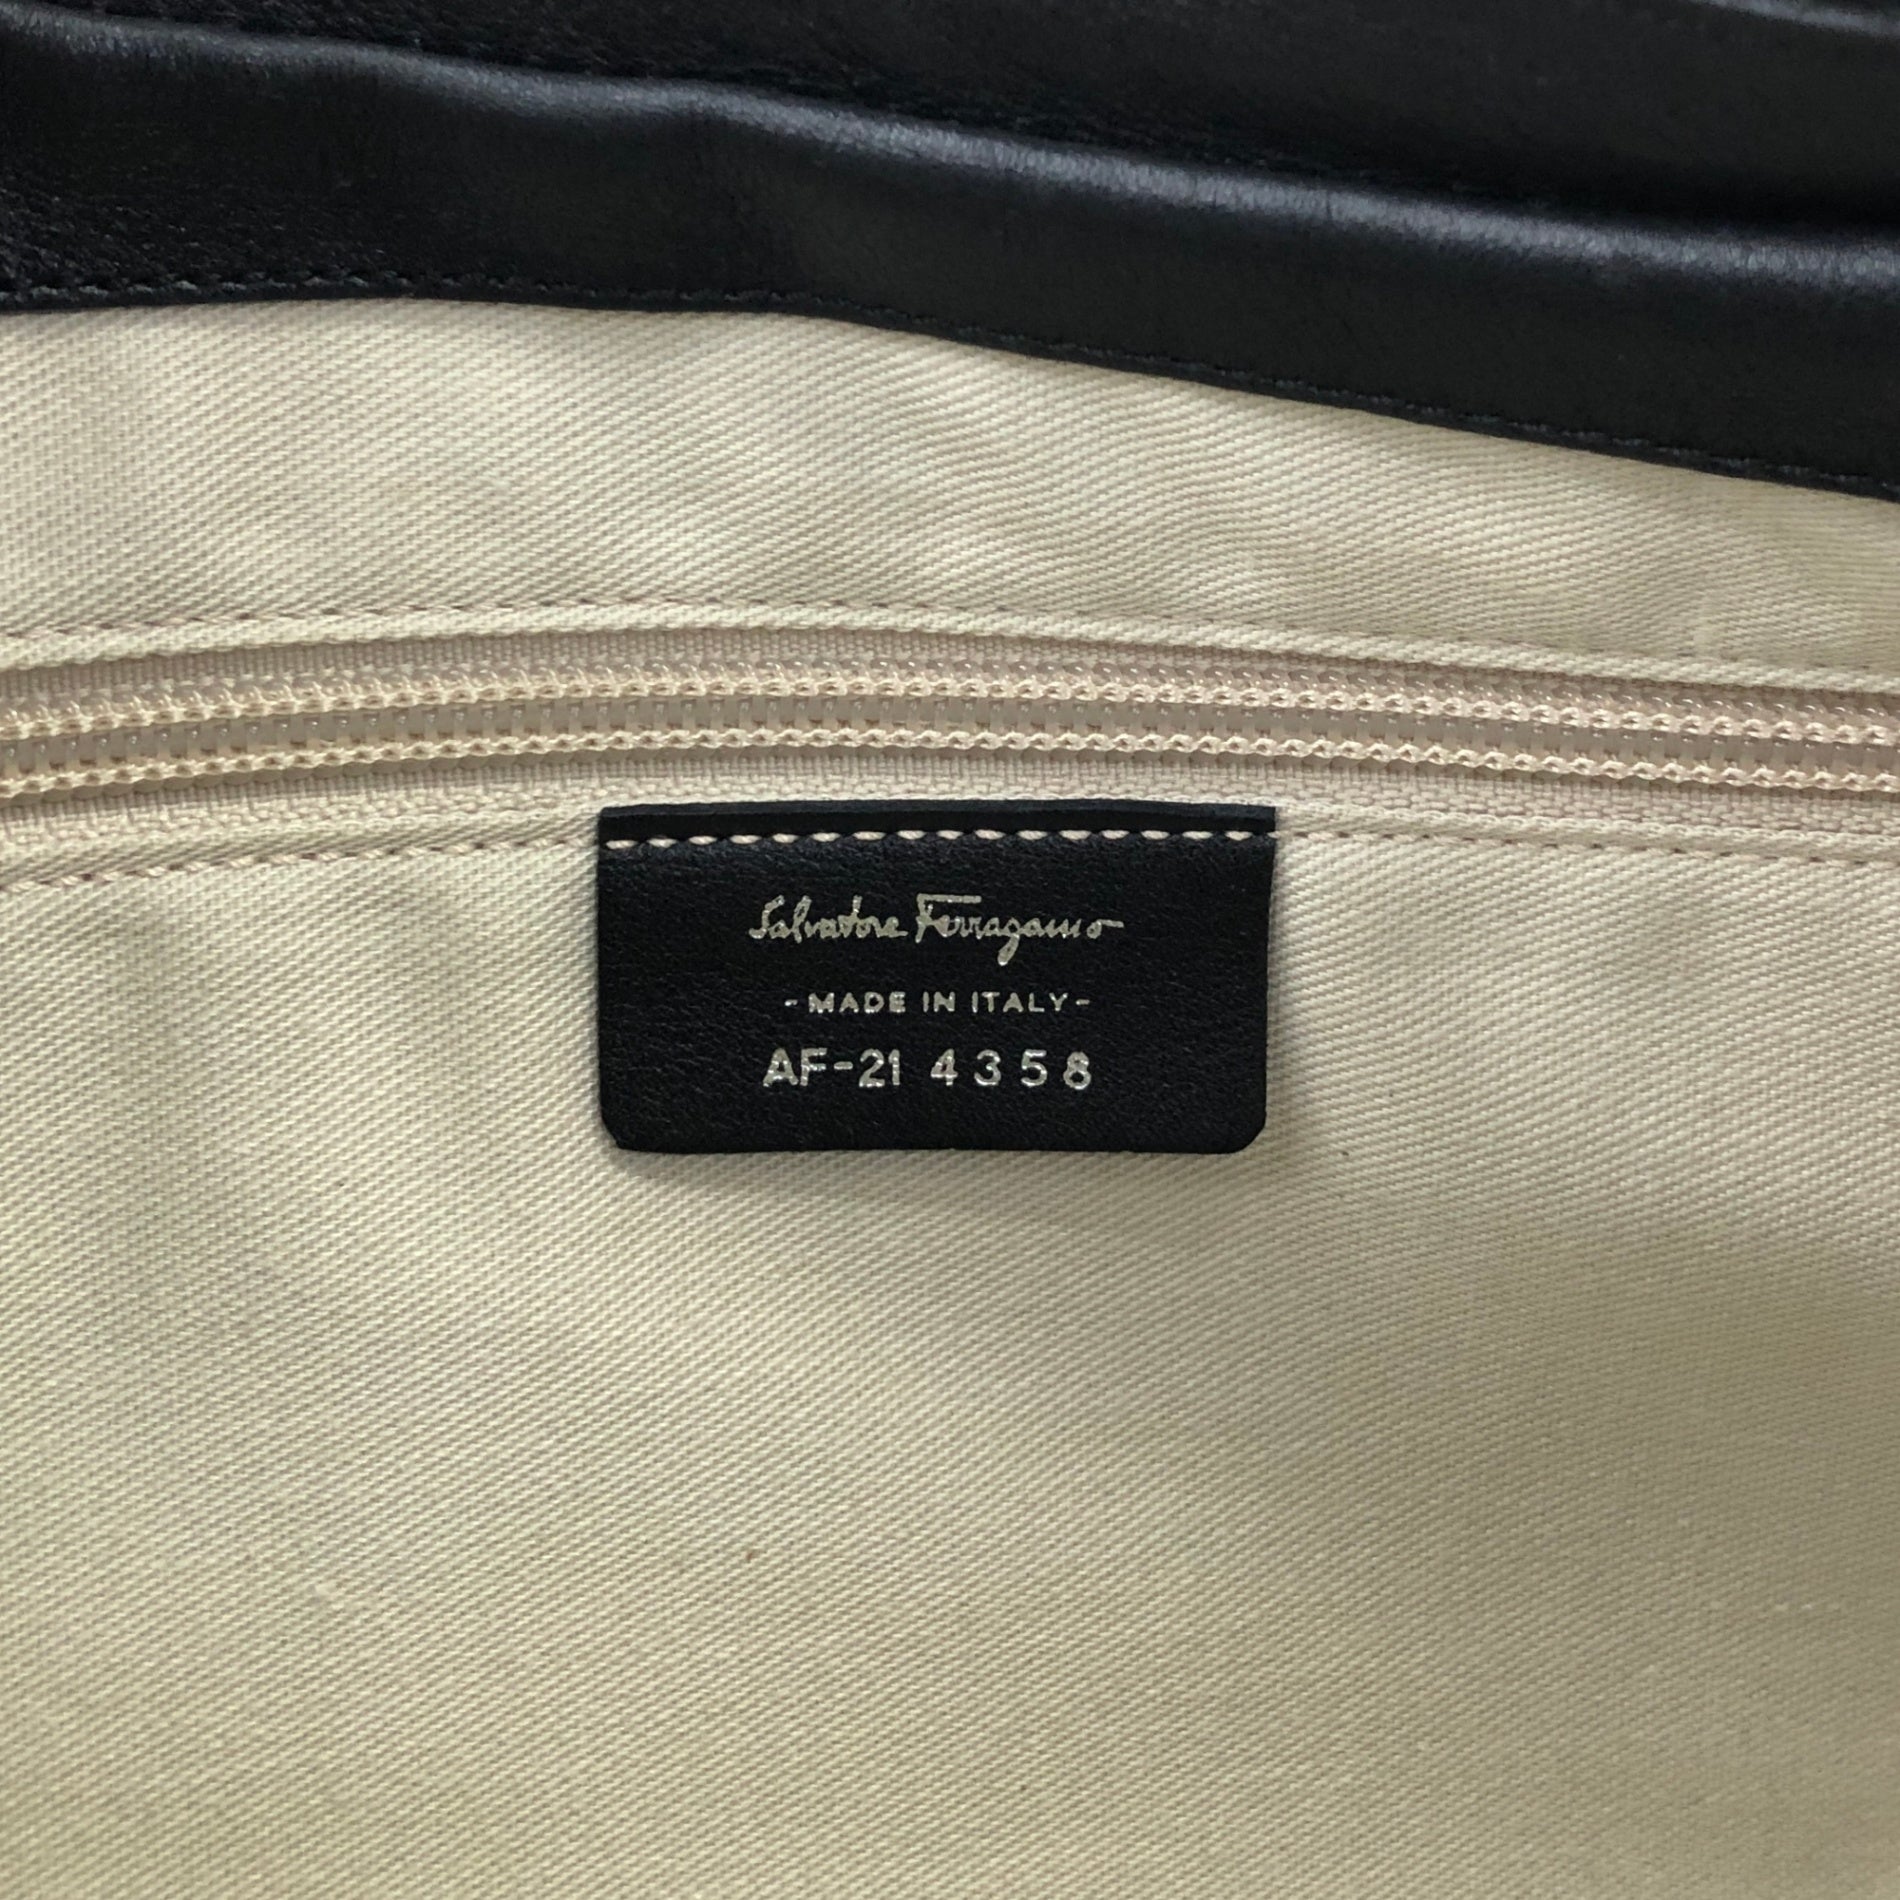 Salvatore Ferragamo
-MADE IN ITALY-
AF-21 4358